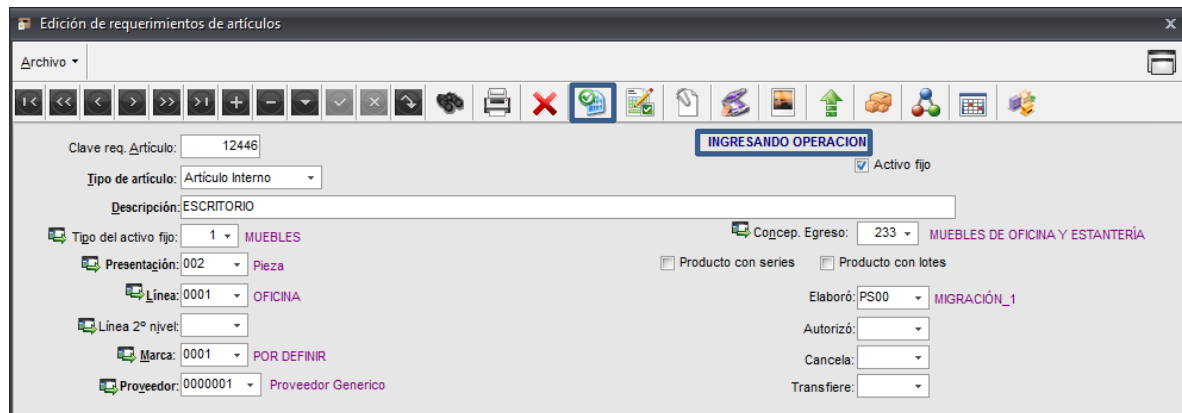 Edición de requerimientos de artículos
x
Archivo
Clave req. Artículo: 12446
INGRESANDO OPERACION
Activo fijo
Tipo de artículo: Artículo Interno
Descripción: ESCRITORIO
Tipo del activo fijo: 1 MUEBLES
Concep. Egreso: 233 MUEBLES DE OFICINA Y ESTANTERÍA
Presentación: 002 Pieza
Producto con series Producto con lotes
Línea: 0001 OFICINA
Elaboró: PS00 MIGRACIÓN_1
Línea 2º nivel:
Autorizó:
Marca: 0001 POR DEFINIR
Cancela:
Proveedor: 0000001 Proveedor Generico
Transfiere: